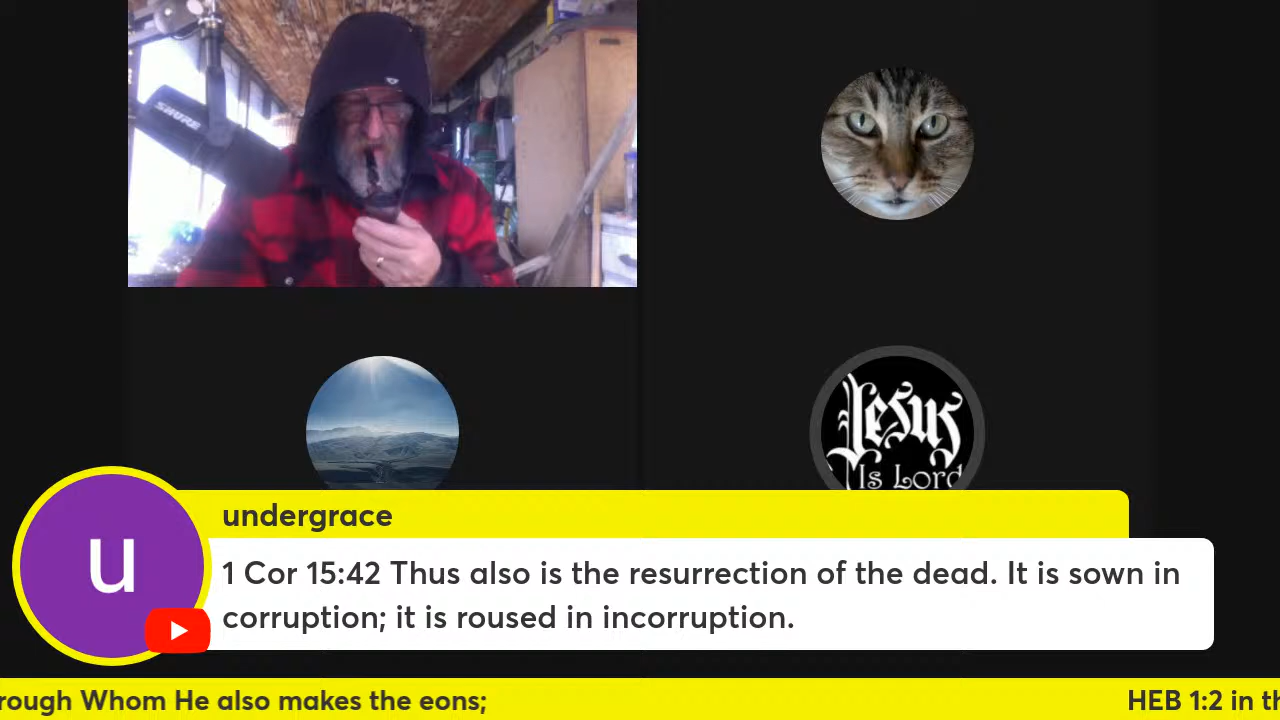 SHURE
Jesus
Is Lord
u
undergrace
1 Cor 15:42 Thus also is the resurrection of the dead. It is sown in
corruption; it is roused in incorruption.
rough Whom He also makes the eons;
HEB 1:2 in th